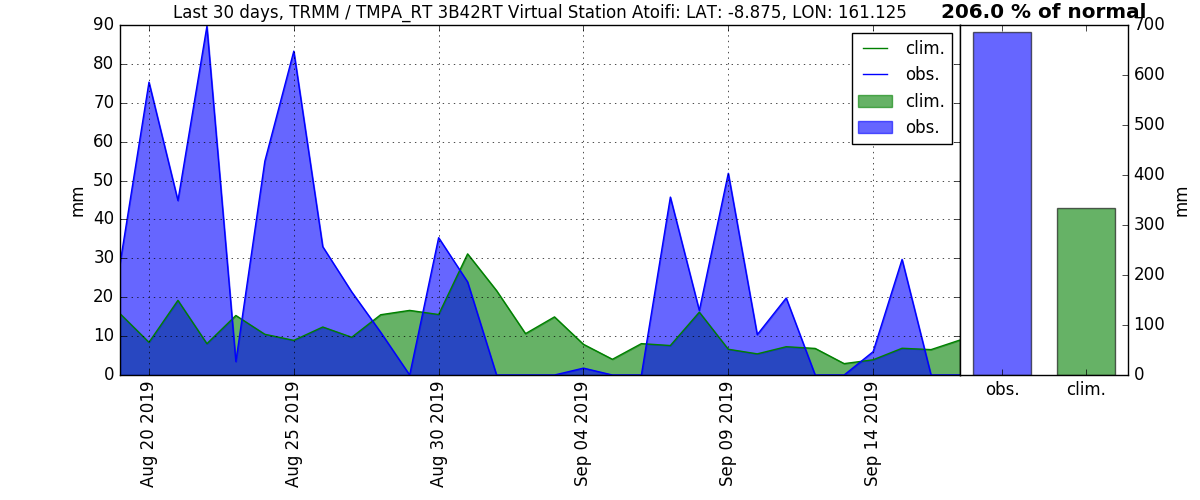 Last 30 days, TRMM / TMPA_RT 3B42RT Virtual Station Atoifi: LAT: -8.875, LON: 161.125
206.0 % of normal
90
80
70
60
50
40
30
20
10
0
mm
clim.
obs.
clim.
obs.
Aug 20 2019
Aug 25 2019
Aug 30 2019
Sep 04 2019
Sep 09 2019
Sep 14 2019
700
600
500
400
300
200
100
0
mm
obs.
clim.